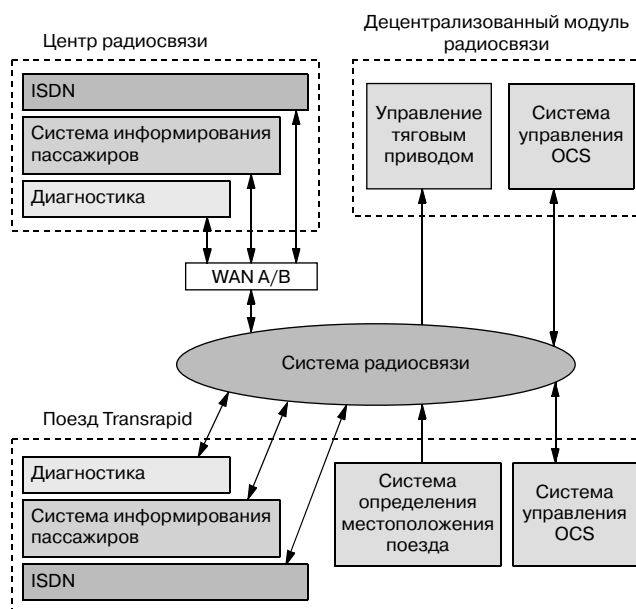 Центр радиосвязи
ISDN
Система информирования
пассажиров
Диагностика
WAN A/B
Децентрализованный модуль
радиосвязи
Управление
тяговым
приводом
Система
управления
OCS
Система радиосвязи
Поезд Transrapid
Диагностика
Система информирования
пассажиров
ISDN
Система
определения
местоположения
поезда
Система
управления
OCS